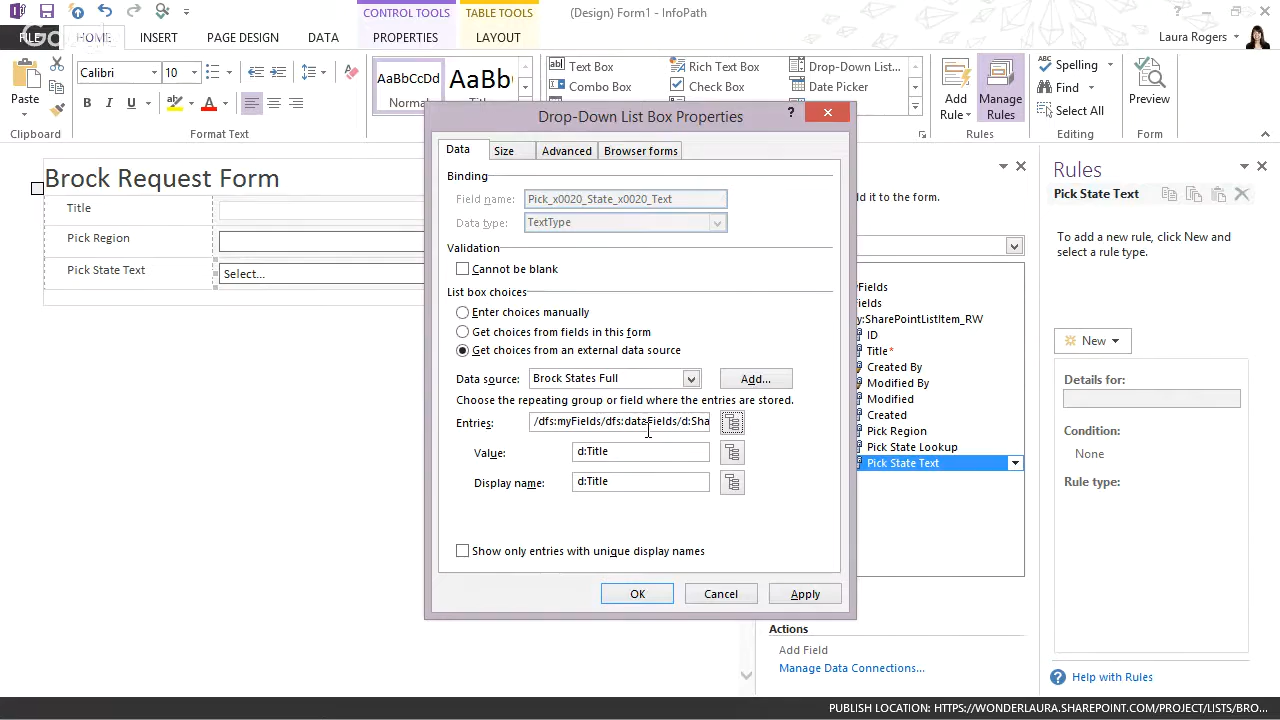 CONTROL TOOLS
TABLE TOOLS
(Design) Form1 - InfoPath
?
FILE
HOME
INSERT
PAGE DESIGN
DATA
PROPERTIES
LAYOUT
Laura Rogers
Paste
Clipboard
Calibri
10
B I U
A
Format Text
AaBbCcDd
Normal
AaBb
Text Box
Combo Box
Rich Text Box
Check Box
Drop-Down List...
Date Picker
Add
Rule
Manage
Rules
Rules
Spelling
Find
Select All
Editing
Preview
Form
Brock Request Form
Title
Pick Region
Pick State Text
Select...
Drop-Down List Box Properties
?
Data
Size
Advanced
Browser forms
Binding
Field name:
Pick_x0020_State_x0020_Text
Data type:
TextType
Validation
Cannot be blank
List box choices
Enter choices manually
Get choices from fields in this form
Get choices from an external data source
Data source:
Brock States Full
Add...
Choose the repeating group or field where the entries are stored.
Entries:
/dfs:myFields/dfs:dataFields/d:Sha
Value:
d:Title
Display name:
d:Title
Show only entries with unique display names
OK
Cancel
Apply
d it to the form.
Fields
ields
y:SharePointListItem_RW
ID
Title*
Created By
Modified By
Modified
Created
Pick Region
Pick State Lookup
Pick State Text
Actions
Add Field
Manage Data Connections...
Rules
Pick State Text
To add a new rule, click New and
select a rule type.
New
Details for:
Condition:
None
Rule type:
Help with Rules
PUBLISH LOCATION: HTTPS://WONDERLAURA.SHAREPOINT.COM/PROJECT/LISTS/BRO...